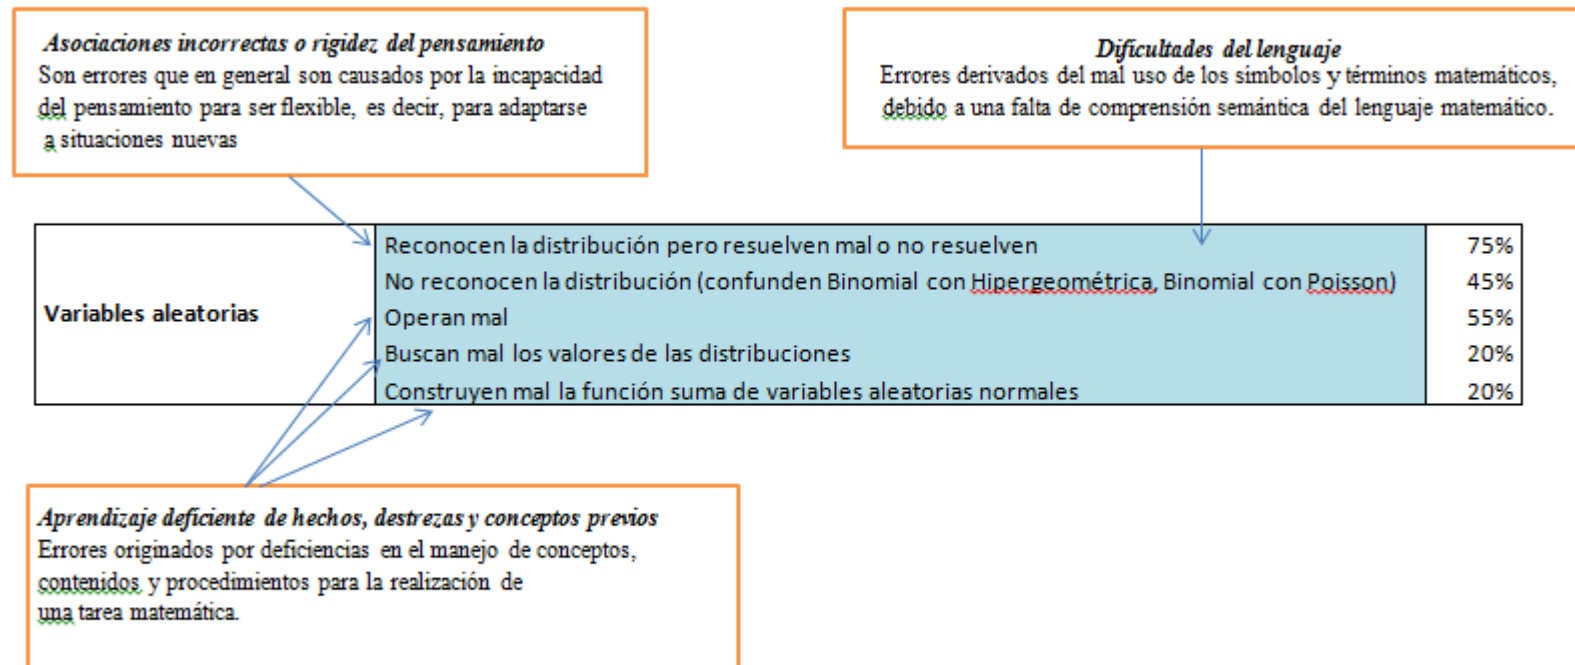 Asociaciones incorrectas o rigidez del pensamiento
Son errores que en general son causados por la incapacidad
del pensamiento para ser flexible, es decir, para adaptarse
a situaciones nuevas
Dificultades del lenguaje
Errores derivados del mal uso de los símbolos y términos matemáticos,
debido a una falta de comprensión semántica del lenguaje matemático.
Variables aleatorias
Reconocen la distribución pero resuelven mal o no resuelven 75%
No reconocen la distribución (confunden Binomial con Hipergeométrica, Binomial con Poisson) 45%
Operan mal 55%
Buscan mal los valores de las distribuciones 20%
Construyen mal la función suma de variables aleatorias normales 20%
Aprendizaje deficiente de hechos, destrezas y conceptos previos
Errores originados por deficiencias en el manejo de conceptos,
contenidos y procedimientos para la realización de
una tarea matemática.